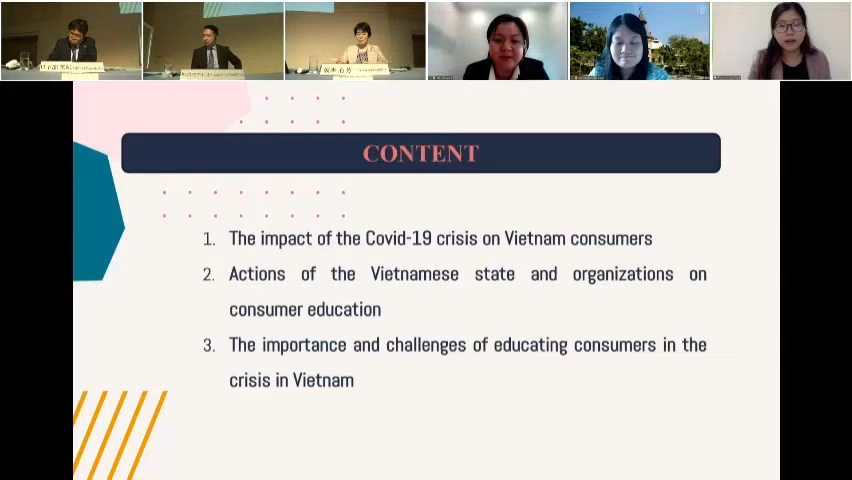 CONTENT
1. The impact of the Covid-19 crisis on Vietnam consumers
2. Actions of the Vietnamese state and organizations on
consumer education
3. The importance and challenges of educating consumers in the
crisis in Vietnam